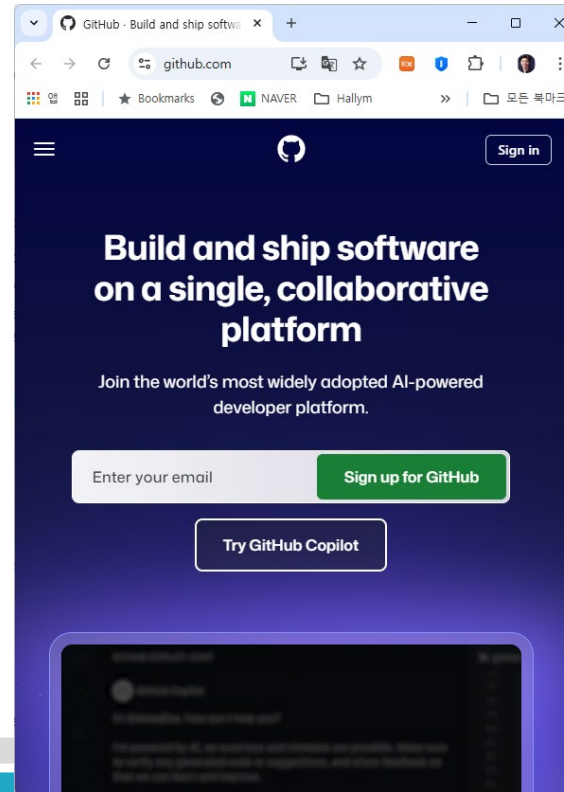 GitHub · Build and ship softwa
github.com
앱
Bookmarks
NAVER
Hallym
»
모든 북마크
Sign in
Build and ship software
on a single, collaborative
platform
Join the world's most widely adopted AI-powered
developer platform.
Enter your email
Sign up for GitHub
Try GitHub Copilot
GitHub Copilot